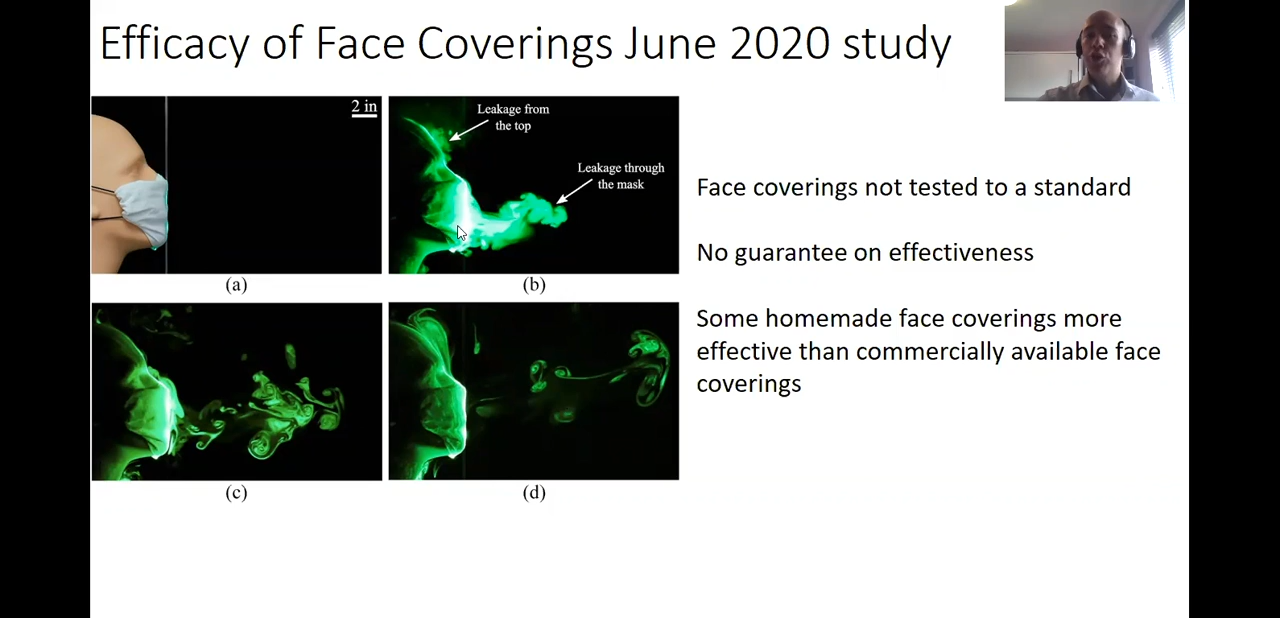 Efficacy of Face Coverings June 2020 study
2 in
(a)
Leakage from
the top
Leakage through
the mask
(b)
(c)
(d)
Face coverings not tested to a standard
No guarantee on effectiveness
Some homemade face coverings more
effective than commercially available face
coverings